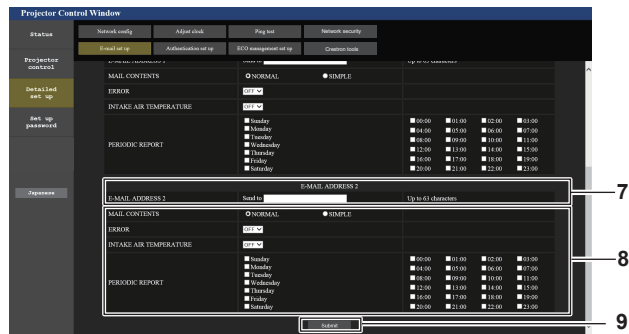 Projector Control Window
Status
Network config
Adjust clock
Ping test
Network security
E-mail set up
Authentication set up
ECO management set up
Crestron tools
Projector
control
Detailed
set up
Set up
password
Japanese
E-MAIL ADDRESS 1 Send to Up to 63 characters
MAIL CONTENTS NORMAL SIMPLE
ERROR OFF
INTAKE AIR TEMPERATURE OFF
PERIODIC REPORT
Sunday 00:00 01:00 02:00 03:00
Monday 04:00 05:00 06:00 07:00
Tuesday 08:00 09:00 10:00 11:00
Wednesday 12:00 13:00 14:00 15:00
Thursday 16:00 17:00 18:00 19:00
Friday 20:00 21:00 22:00 23:00
Saturday
E-MAIL ADDRESS 2
E-MAIL ADDRESS 2 Send to Up to 63 characters
7
MAIL CONTENTS NORMAL SIMPLE
ERROR OFF
INTAKE AIR TEMPERATURE OFF
PERIODIC REPORT
Sunday 00:00 01:00 02:00 03:00
Monday 04:00 05:00 06:00 07:00
Tuesday 08:00 09:00 10:00 11:00
Wednesday 12:00 13:00 14:00 15:00
Thursday 16:00 17:00 18:00 19:00
Friday 20:00 21:00 22:00 23:00
Saturday
8
Submit
9